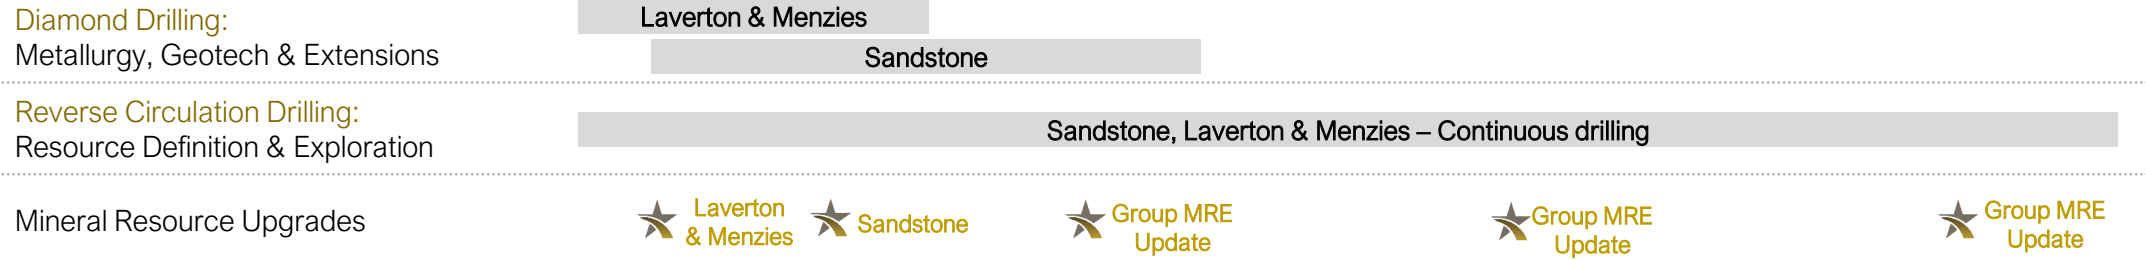 Diamond Drilling:
Metallurgy, Geotech & Extensions
Laverton & Menzies
Sandstone
Reverse Circulation Drilling:
Resource Definition & Exploration
Sandstone, Laverton & Menzies – Continuous drilling
Mineral Resource Upgrades
Laverton
& Menzies
Sandstone
Group MRE
Update
Group MRE
Update
Group MRE
Update